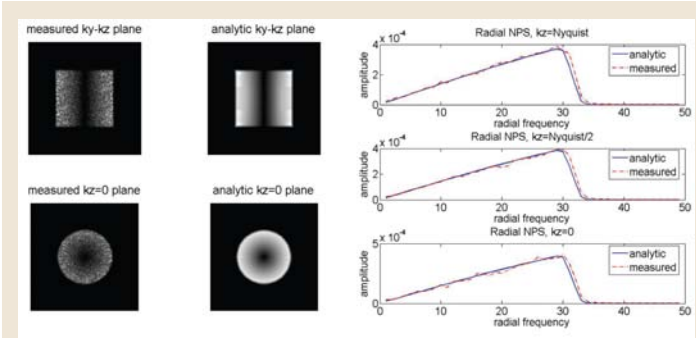 measured ky-kz plane
analytic ky-kz plane
measured kz=0 plane
analytic kz=0 plane
Radial NPS, kz=Nyquist
x 10⁻⁴
4
2
0
amplitude
0 10 20 30 40 50
radial frequency
analytic
measured
Radial NPS, kz=Nyquist/2
x 10⁻⁴
4
2
0
amplitude
0 10 20 30 40 50
radial frequency
analytic
measured
Radial NPS, kz=0
x 10⁻⁴
5
0
amplitude
0 10 20 30 40 50
radial frequency
analytic
measured